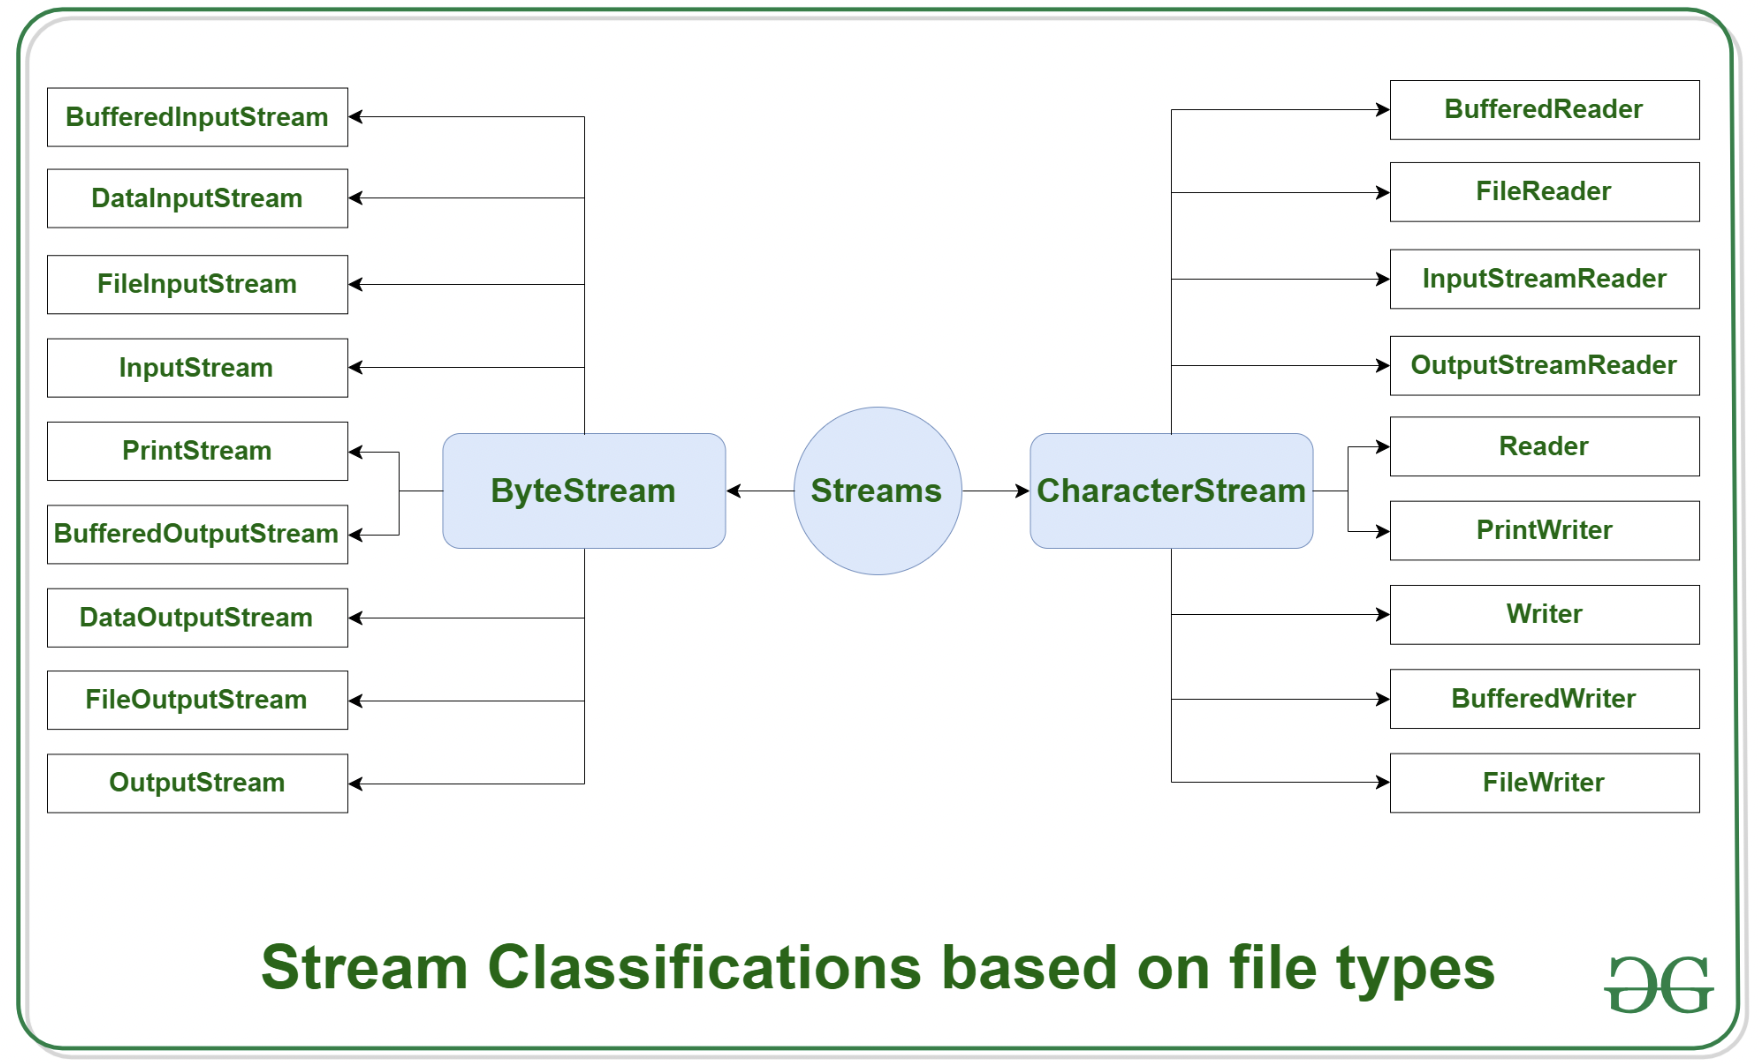 BufferedInputStream
DataInputStream
FileInputStream
InputStream
PrintStream
BufferedOutputStream
DataOutputStream
FileOutputStream
OutputStream
ByteStream
Streams
CharacterStream
BufferedReader
FileReader
InputStreamReader
OutputStreamReader
Reader
PrintWriter
Writer
BufferedWriter
FileWriter
Stream Classifications based on file types